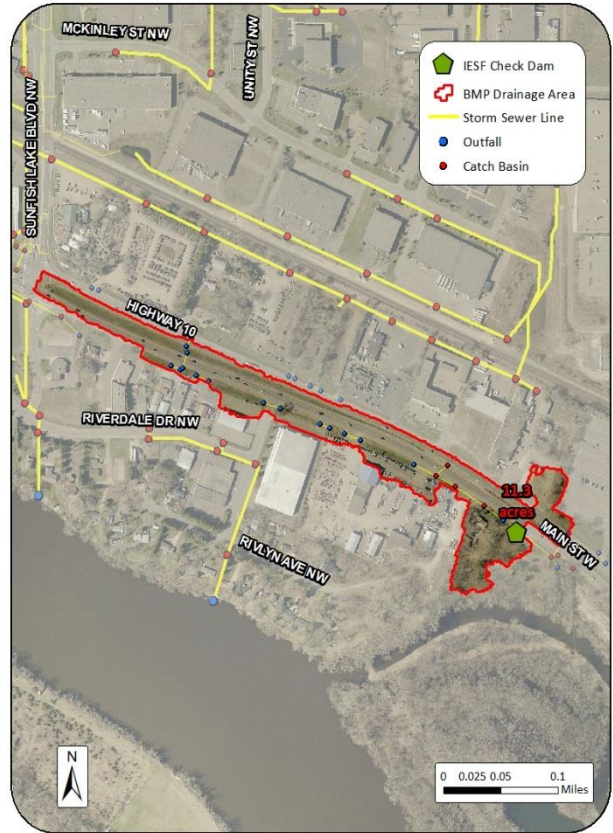 MCKINLEY ST NW
UNITY ST NW
SUNFISH LAKE BLVD NW
IESF Check Dam
BMP Drainage Area
Storm Sewer Line
Outfall
Catch Basin
HIGHWAY 10
RIVERDALE DR NW
11.3
acres
MAIN ST W
RIVLYN AVE NW
N
0 0.025 0.05 0.1
Miles